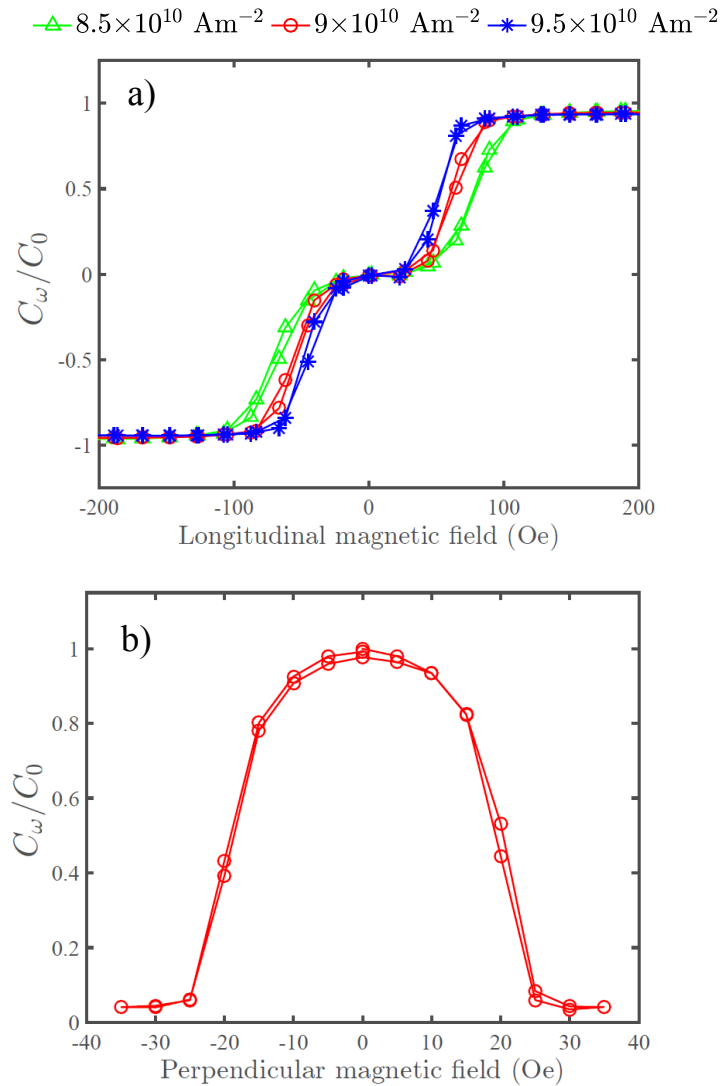 8.5×10¹⁰ Am⁻² 9×10¹⁰ Am⁻² 9.5×10¹⁰ Am⁻²
a)
1
0.5
0
-0.5
-1
C_ω/C₀
-200 -100 0 100 200
Longitudinal magnetic field (Oe)
b)
1
0.8
0.6
0.4
0.2
0
C_ω/C₀
-40 -30 -20 -10 0 10 20 30 40
Perpendicular magnetic field (Oe)